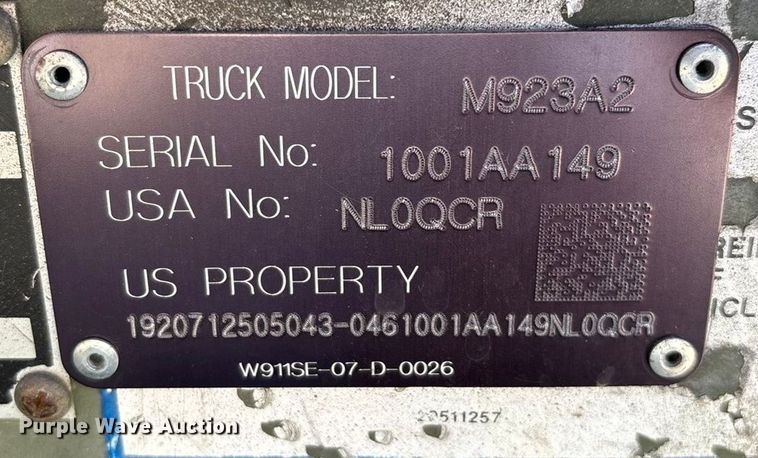 TRUCK MODEL: M923A2
SERIAL No: 1001AA149
USA No: NL0QCR
US PROPERTY
1920712505043-0461001AA149NL0QCR
W911SE-07-D-0026
Purple Wave Auction